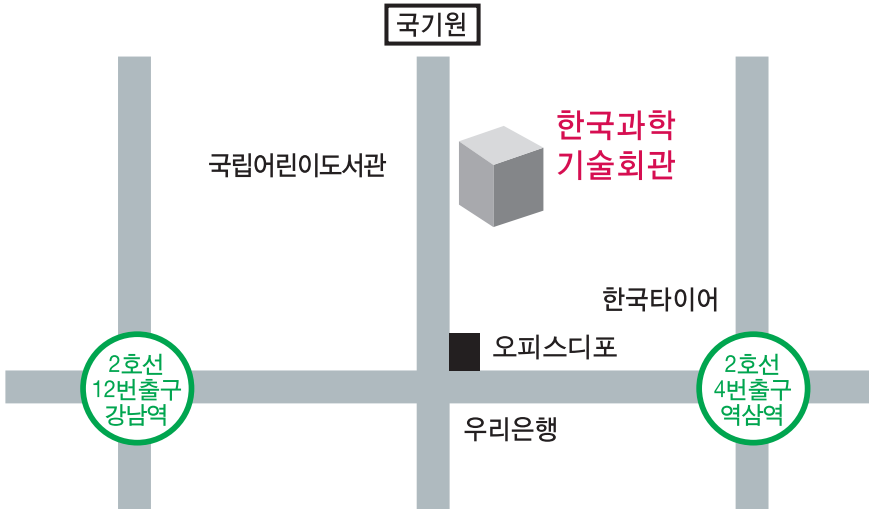 국기원
한국과학
기술회관
국립어린이도서관
한국타이어
오피스디포
2호선
12번출구
강남역
2호선
4번출구
역삼역
우리은행